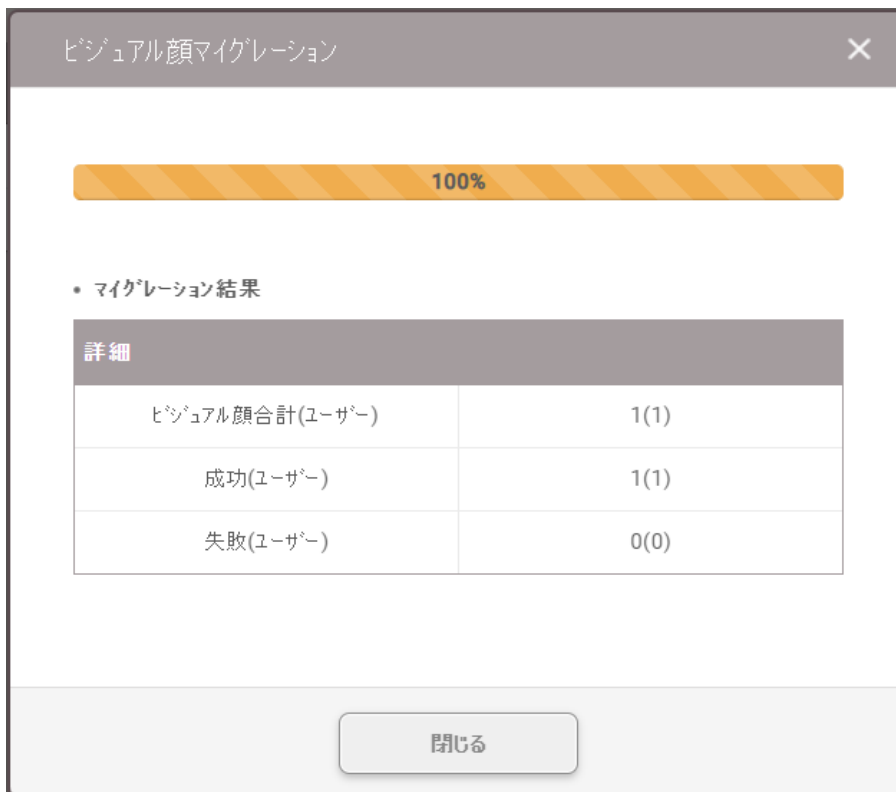 ビジュアル顔マイグレーション
100%
• マイグレーション結果
詳細
ビジュアル顔合計(ユーザー) 1(1)
成功(ユーザー) 1(1)
失敗(ユーザー) 0(0)
閉じる